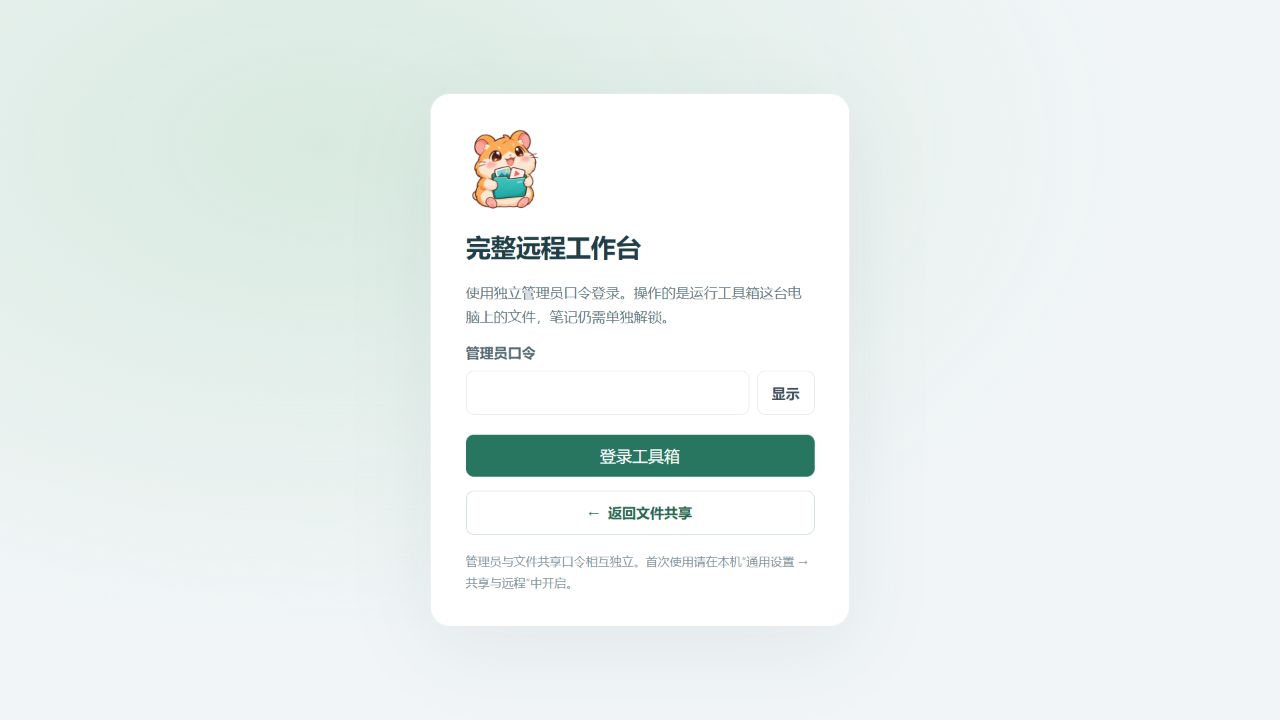 完整远程工作台
使用独立管理员口令登录。操作的是运行工具箱这台电
脑上的文件，笔记仍需单独解锁。
管理员口令
显示
登录工具箱
← 返回文件共享
管理员与文件共享口令相互独立。首次使用请在本机“通用设置 →
共享与远程”中开启。